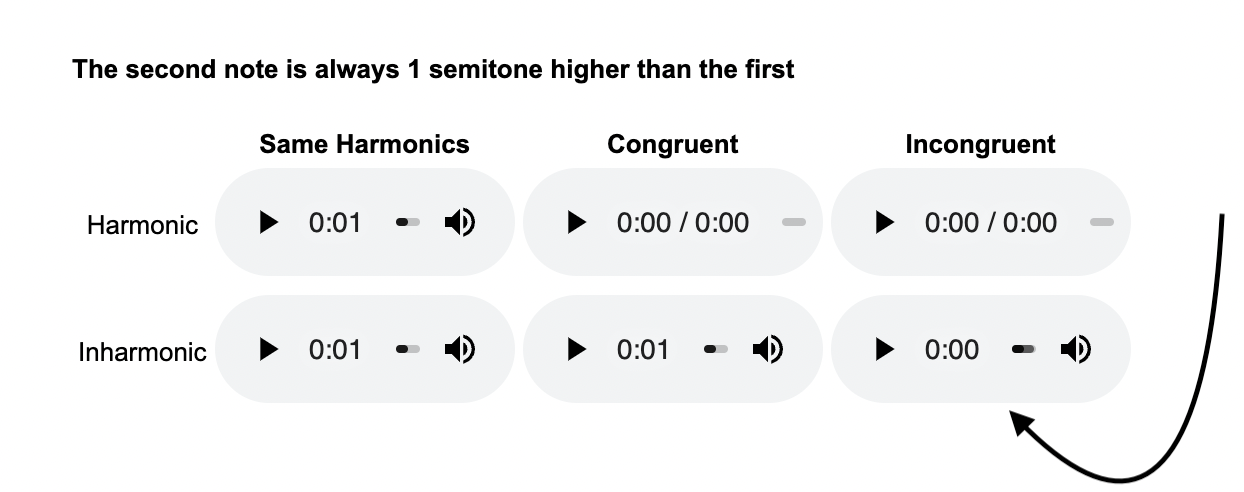 The second note is always 1 semitone higher than the first
Same Harmonics Congruent Incongruent
Harmonic 0:01 0:00 / 0:00 0:00 / 0:00
Inharmonic 0:01 0:01 0:00